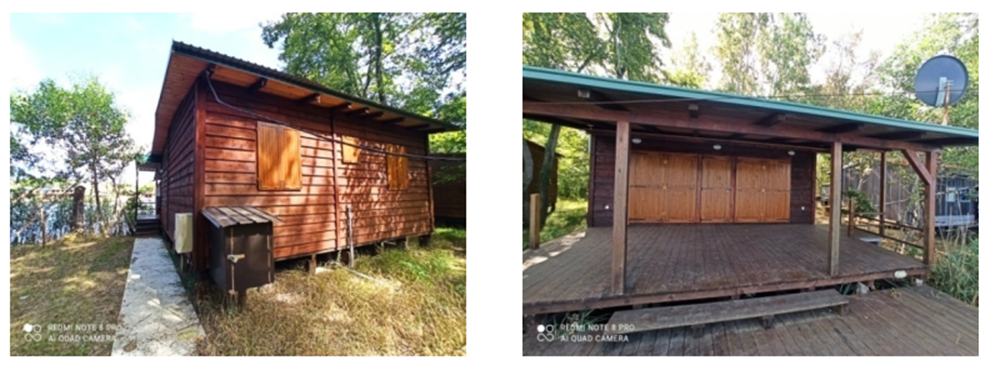 REDMI NOTE 8 PRO
AI QUAD CAMERA
REDMI NOTE 8 PRO
AI QUAD CAMERA